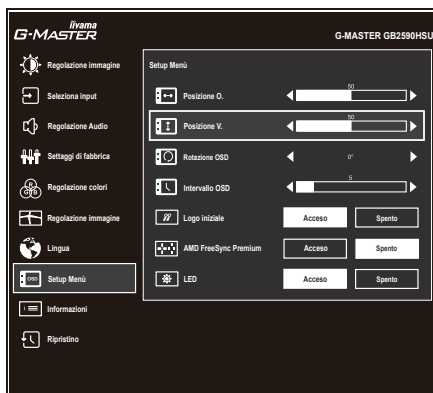 iiyama
G-MASTER
G-MASTER GB2590HSU
Regolazione immagine
Seleziona input
Regolazione Audio
Settaggi di fabbrica
R
G B
Regolazione colori
Regolazione immagine
Lingua
OSD
Setup Menù
i
Informazioni
Ripristino
Setup Menù
Posizione O.
50
Posizione V.
50
Rotazione OSD
0°
Intervallo OSD
5
Logo iniziale
Acceso Spento
AMD FreeSync Premium
Acceso Spento
LED
Acceso Spento